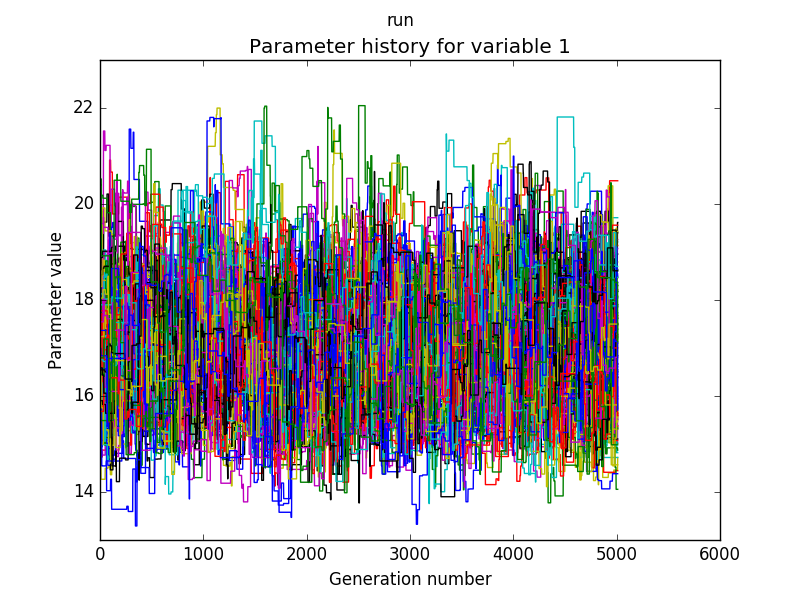 run
Parameter history for variable 1
22
20
18
16
14
Parameter value
0 1000 2000 3000 4000 5000 6000
Generation number